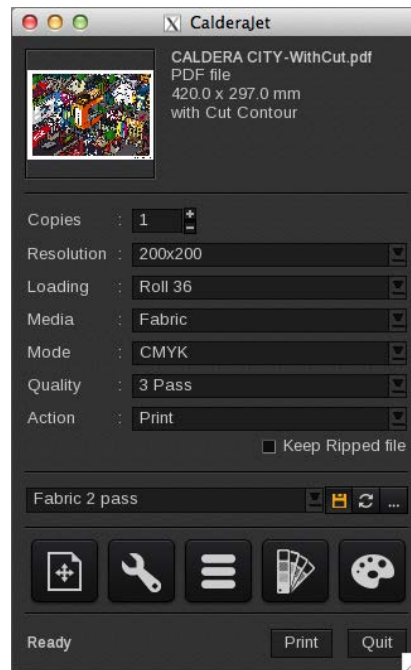 CalderaJet
CALDERA CITY-WithCut.pdf
PDF file
420.0 x 297.0 mm
with Cut Contour
Copies : 1
Resolution : 200x200
Loading : Roll 36
Media : Fabric
Mode : CMYK
Quality : 3 Pass
Action : Print
Keep Ripped file
Fabric 2 pass ...
Ready Print Quit